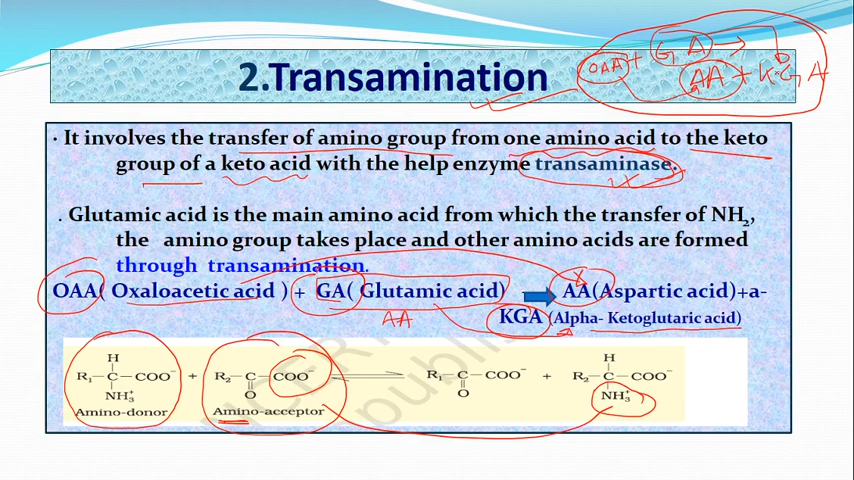 2.Transamination
OAA + GA →
AA + KGA
· It involves the transfer of amino group from one amino acid to the keto
group of a keto acid with the help enzyme transaminase.
. Glutamic acid is the main amino acid from which the transfer of NH2,
the amino group takes place and other amino acids are formed
through transamination.
OAA( Oxaloacetic acid ) + GA( Glutamic acid) AA(Aspartic acid)+a-
KGA (Alpha- Ketoglutaric acid)
AA
H H
R1—C—COO⁻ + R2—C—COO⁻ R1—C—COO⁻ + R2—C—COO⁻
NH3+ O O NH3+
Amino-donor Amino-acceptor